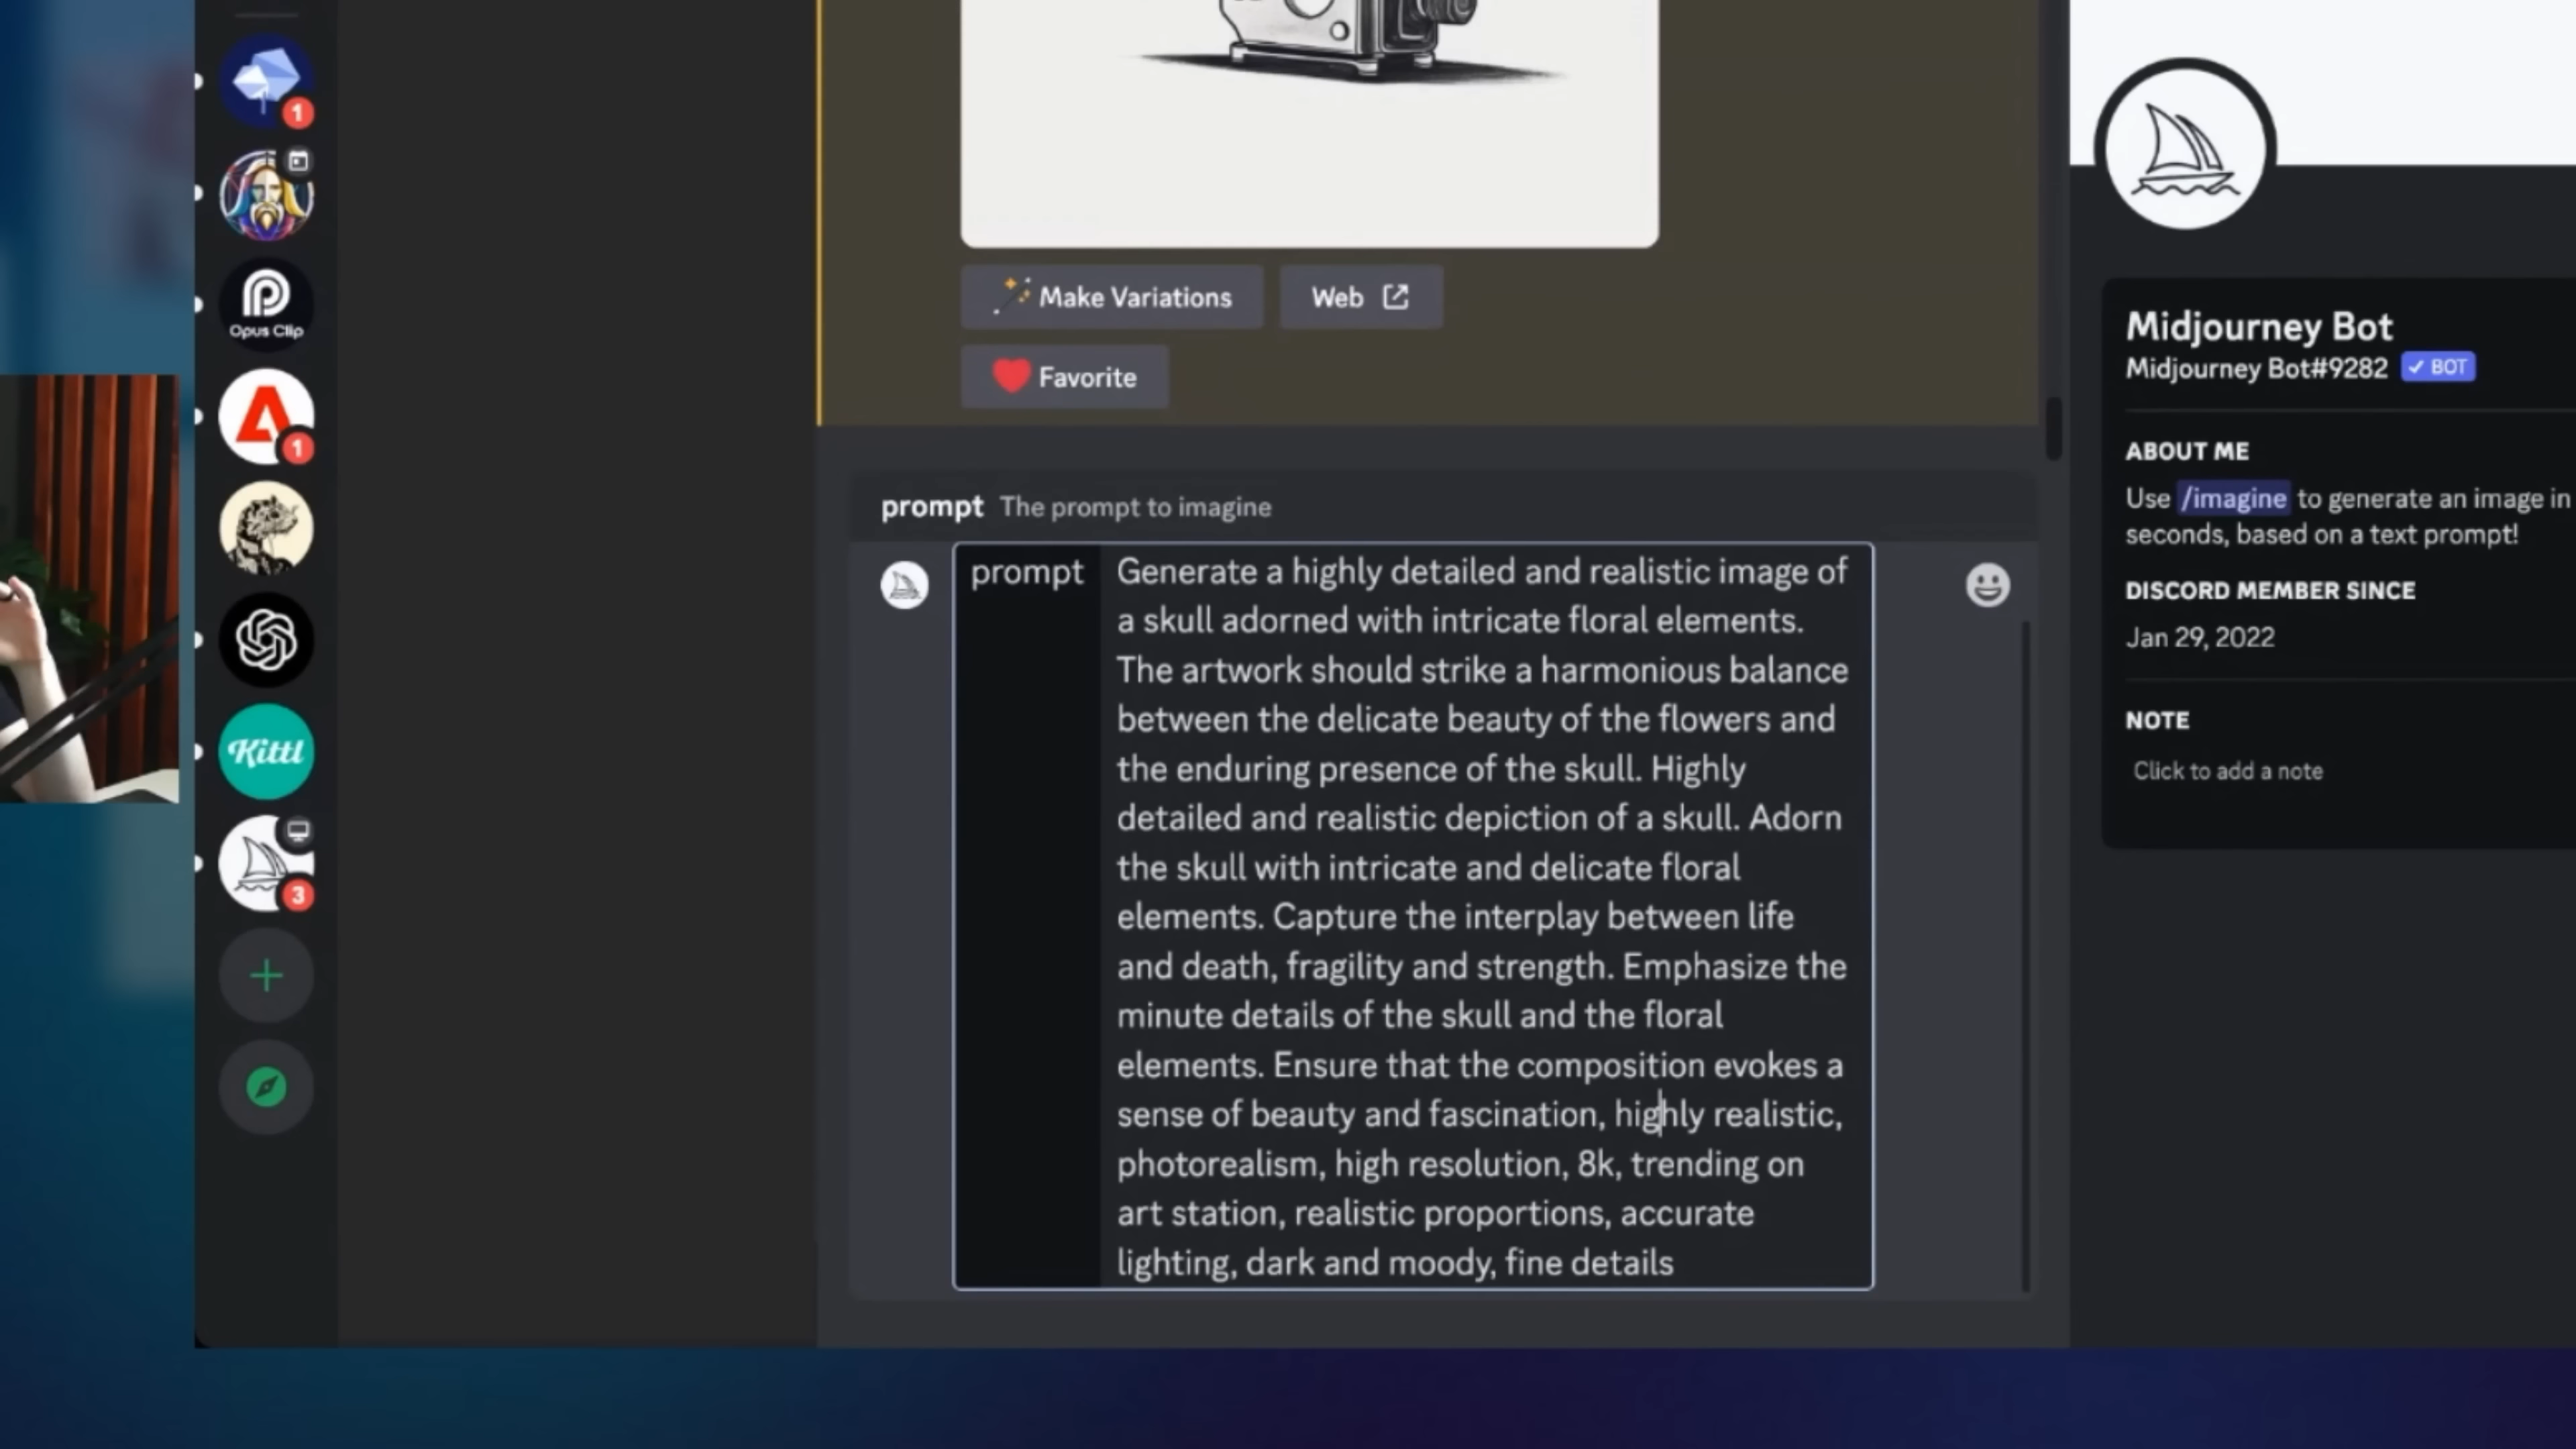 1
Opus Clip
1
Kittl
3
Make Variations
Web
Favorite
prompt The prompt to imagine
prompt Generate a highly detailed and realistic image of
a skull adorned with intricate floral elements.
The artwork should strike a harmonious balance
between the delicate beauty of the flowers and
the enduring presence of the skull. Highly
detailed and realistic depiction of a skull. Adorn
the skull with intricate and delicate floral
elements. Capture the interplay between life
and death, fragility and strength. Emphasize the
minute details of the skull and the floral
elements. Ensure that the composition evokes a
sense of beauty and fascination, highly realistic,
photorealism, high resolution, 8k, trending on
art station, realistic proportions, accurate
lighting, dark and moody, fine details
Midjourney Bot
Midjourney Bot#9282 ✓ BOT
ABOUT ME
Use /imagine to generate an image in
seconds, based on a text prompt!
DISCORD MEMBER SINCE
Jan 29, 2022
NOTE
Click to add a note